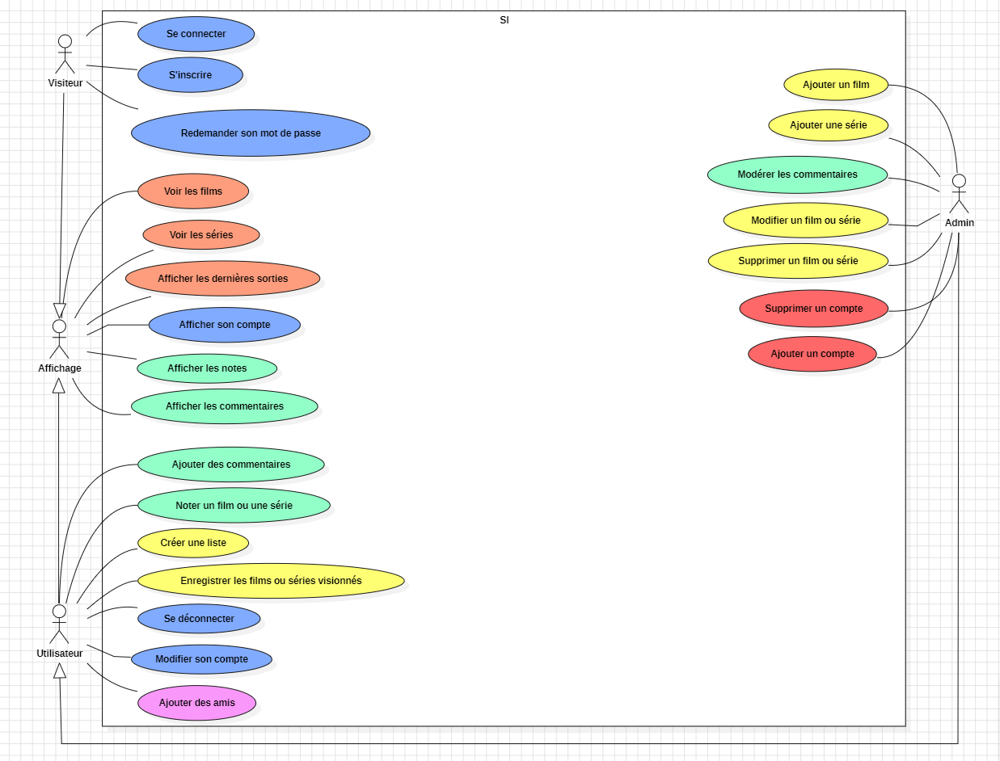 SI
Se connecter
S'inscrire
Visiteur
Redemander son mot de passe
Voir les films
Voir les séries
Afficher les dernières sorties
Afficher son compte
Afficher les notes
Affichage
Afficher les commentaires
Ajouter des commentaires
Noter un film ou une série
Créer une liste
Enregistrer les films ou séries visionnés
Se déconnecter
Utilisateur
Modifier son compte
Ajouter des amis
Ajouter un film
Ajouter une série
Modérer les commentaires
Modifier un film ou série
Admin
Supprimer un film ou série
Supprimer un compte
Ajouter un compte